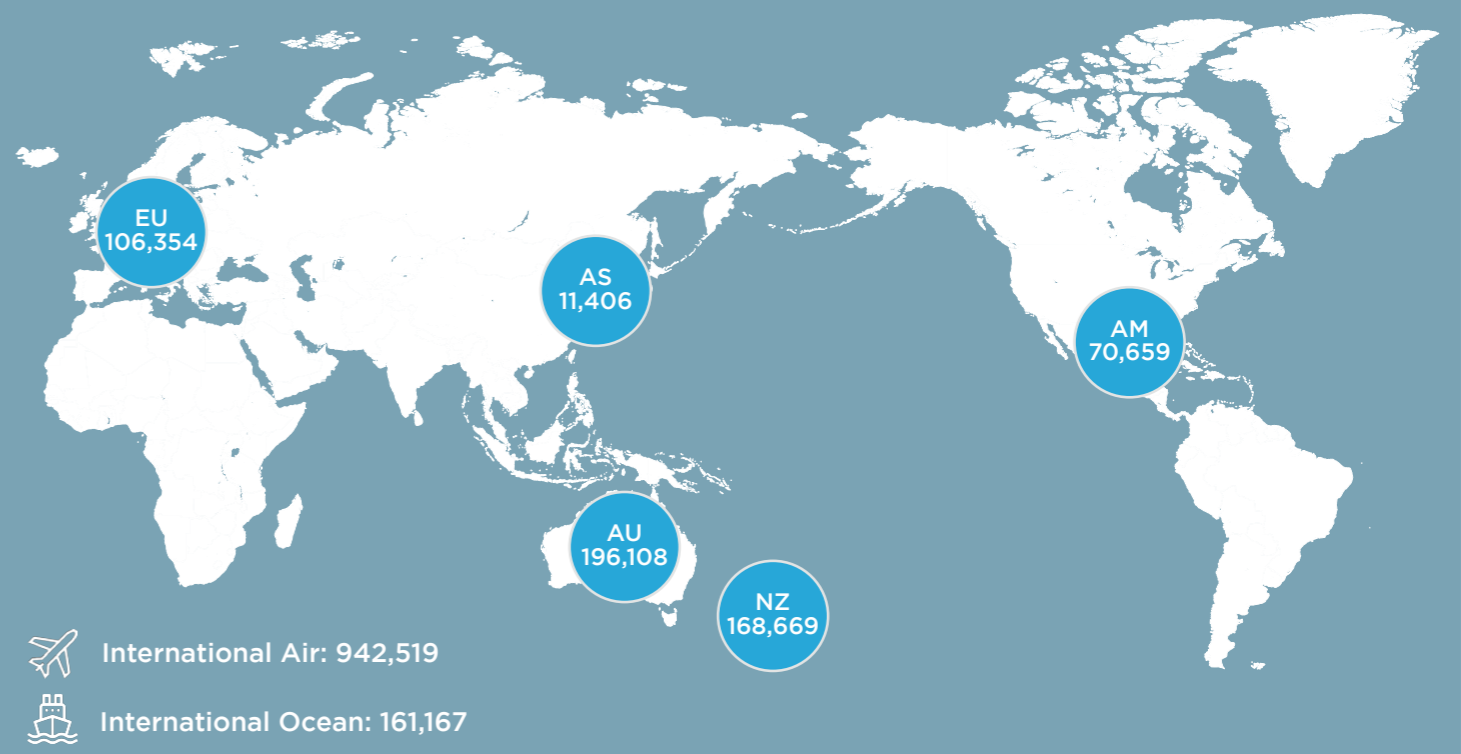 EU
106,354
AS
11,406
AM
70,659
AU
196,108
NZ
168,669
International Air: 942,519
International Ocean: 161,167